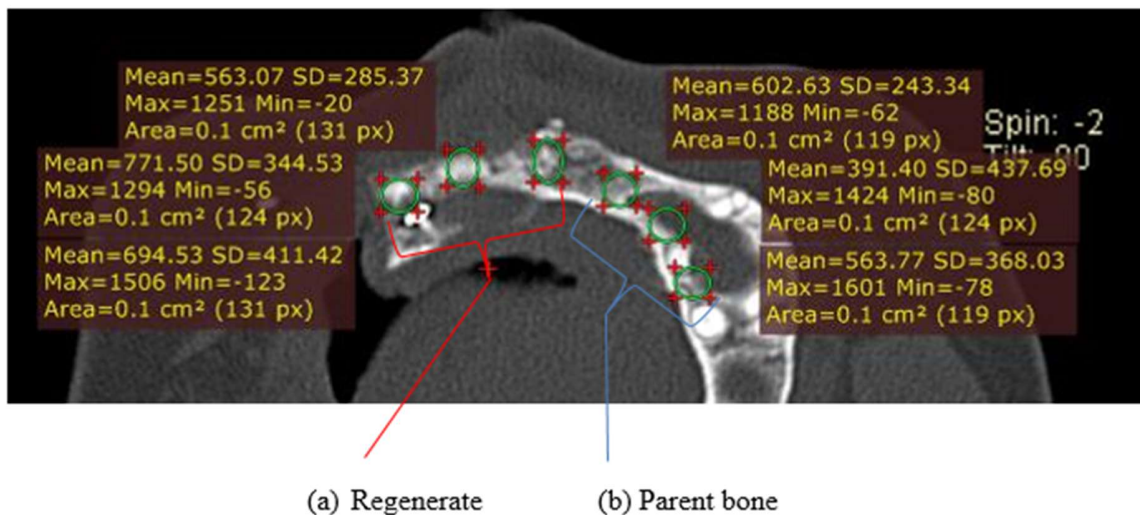 Mean=563.07 SD=285.37
Max=1251 Min=-20
Area=0.1 cm² (131 px)
Mean=771.50 SD=344.53
Max=1294 Min=-56
Area=0.1 cm² (124 px)
Mean=694.53 SD=411.42
Max=1506 Min=-123
Area=0.1 cm² (131 px)
Mean=602.63 SD=243.34
Max=1188 Min=-62
Area=0.1 cm² (119 px)
Spin: -2
Mean=391.40 SD=437.69
Max=1424 Min=-80
Area=0.1 cm² (124 px)
Mean=563.77 SD=368.03
Max=1601 Min=-78
Area=0.1 cm² (119 px)
(a) Regenerate
(b) Parent bone